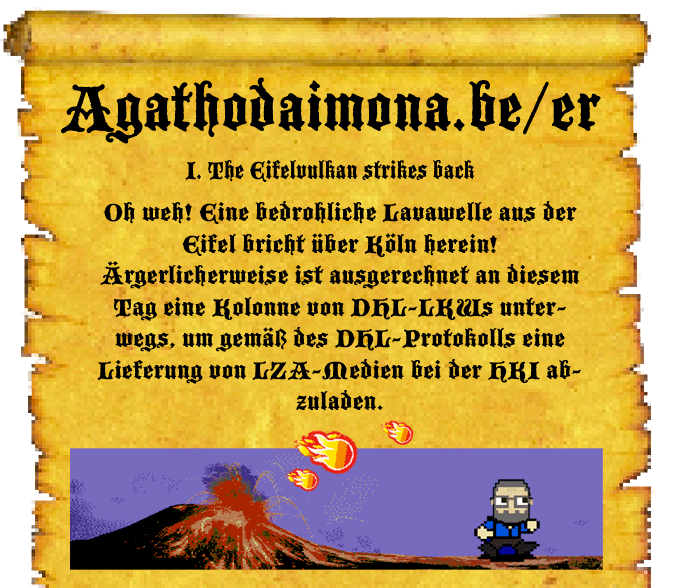 Agathodaimona.be/er
I. The Eifelvulkan strikes back
Oh weh! Eine bedrohliche Lavawelle aus der
Eifel bricht über Köln herein!
Ärgerlicherweise ist ausgerechnet an diesem
Tag eine Kolonne von DHL-LKWs unter-
wegs, um gemäß des DHL-Protokolls eine
Lieferung von LZA-Medien bei der HKI ab-
zuladen.